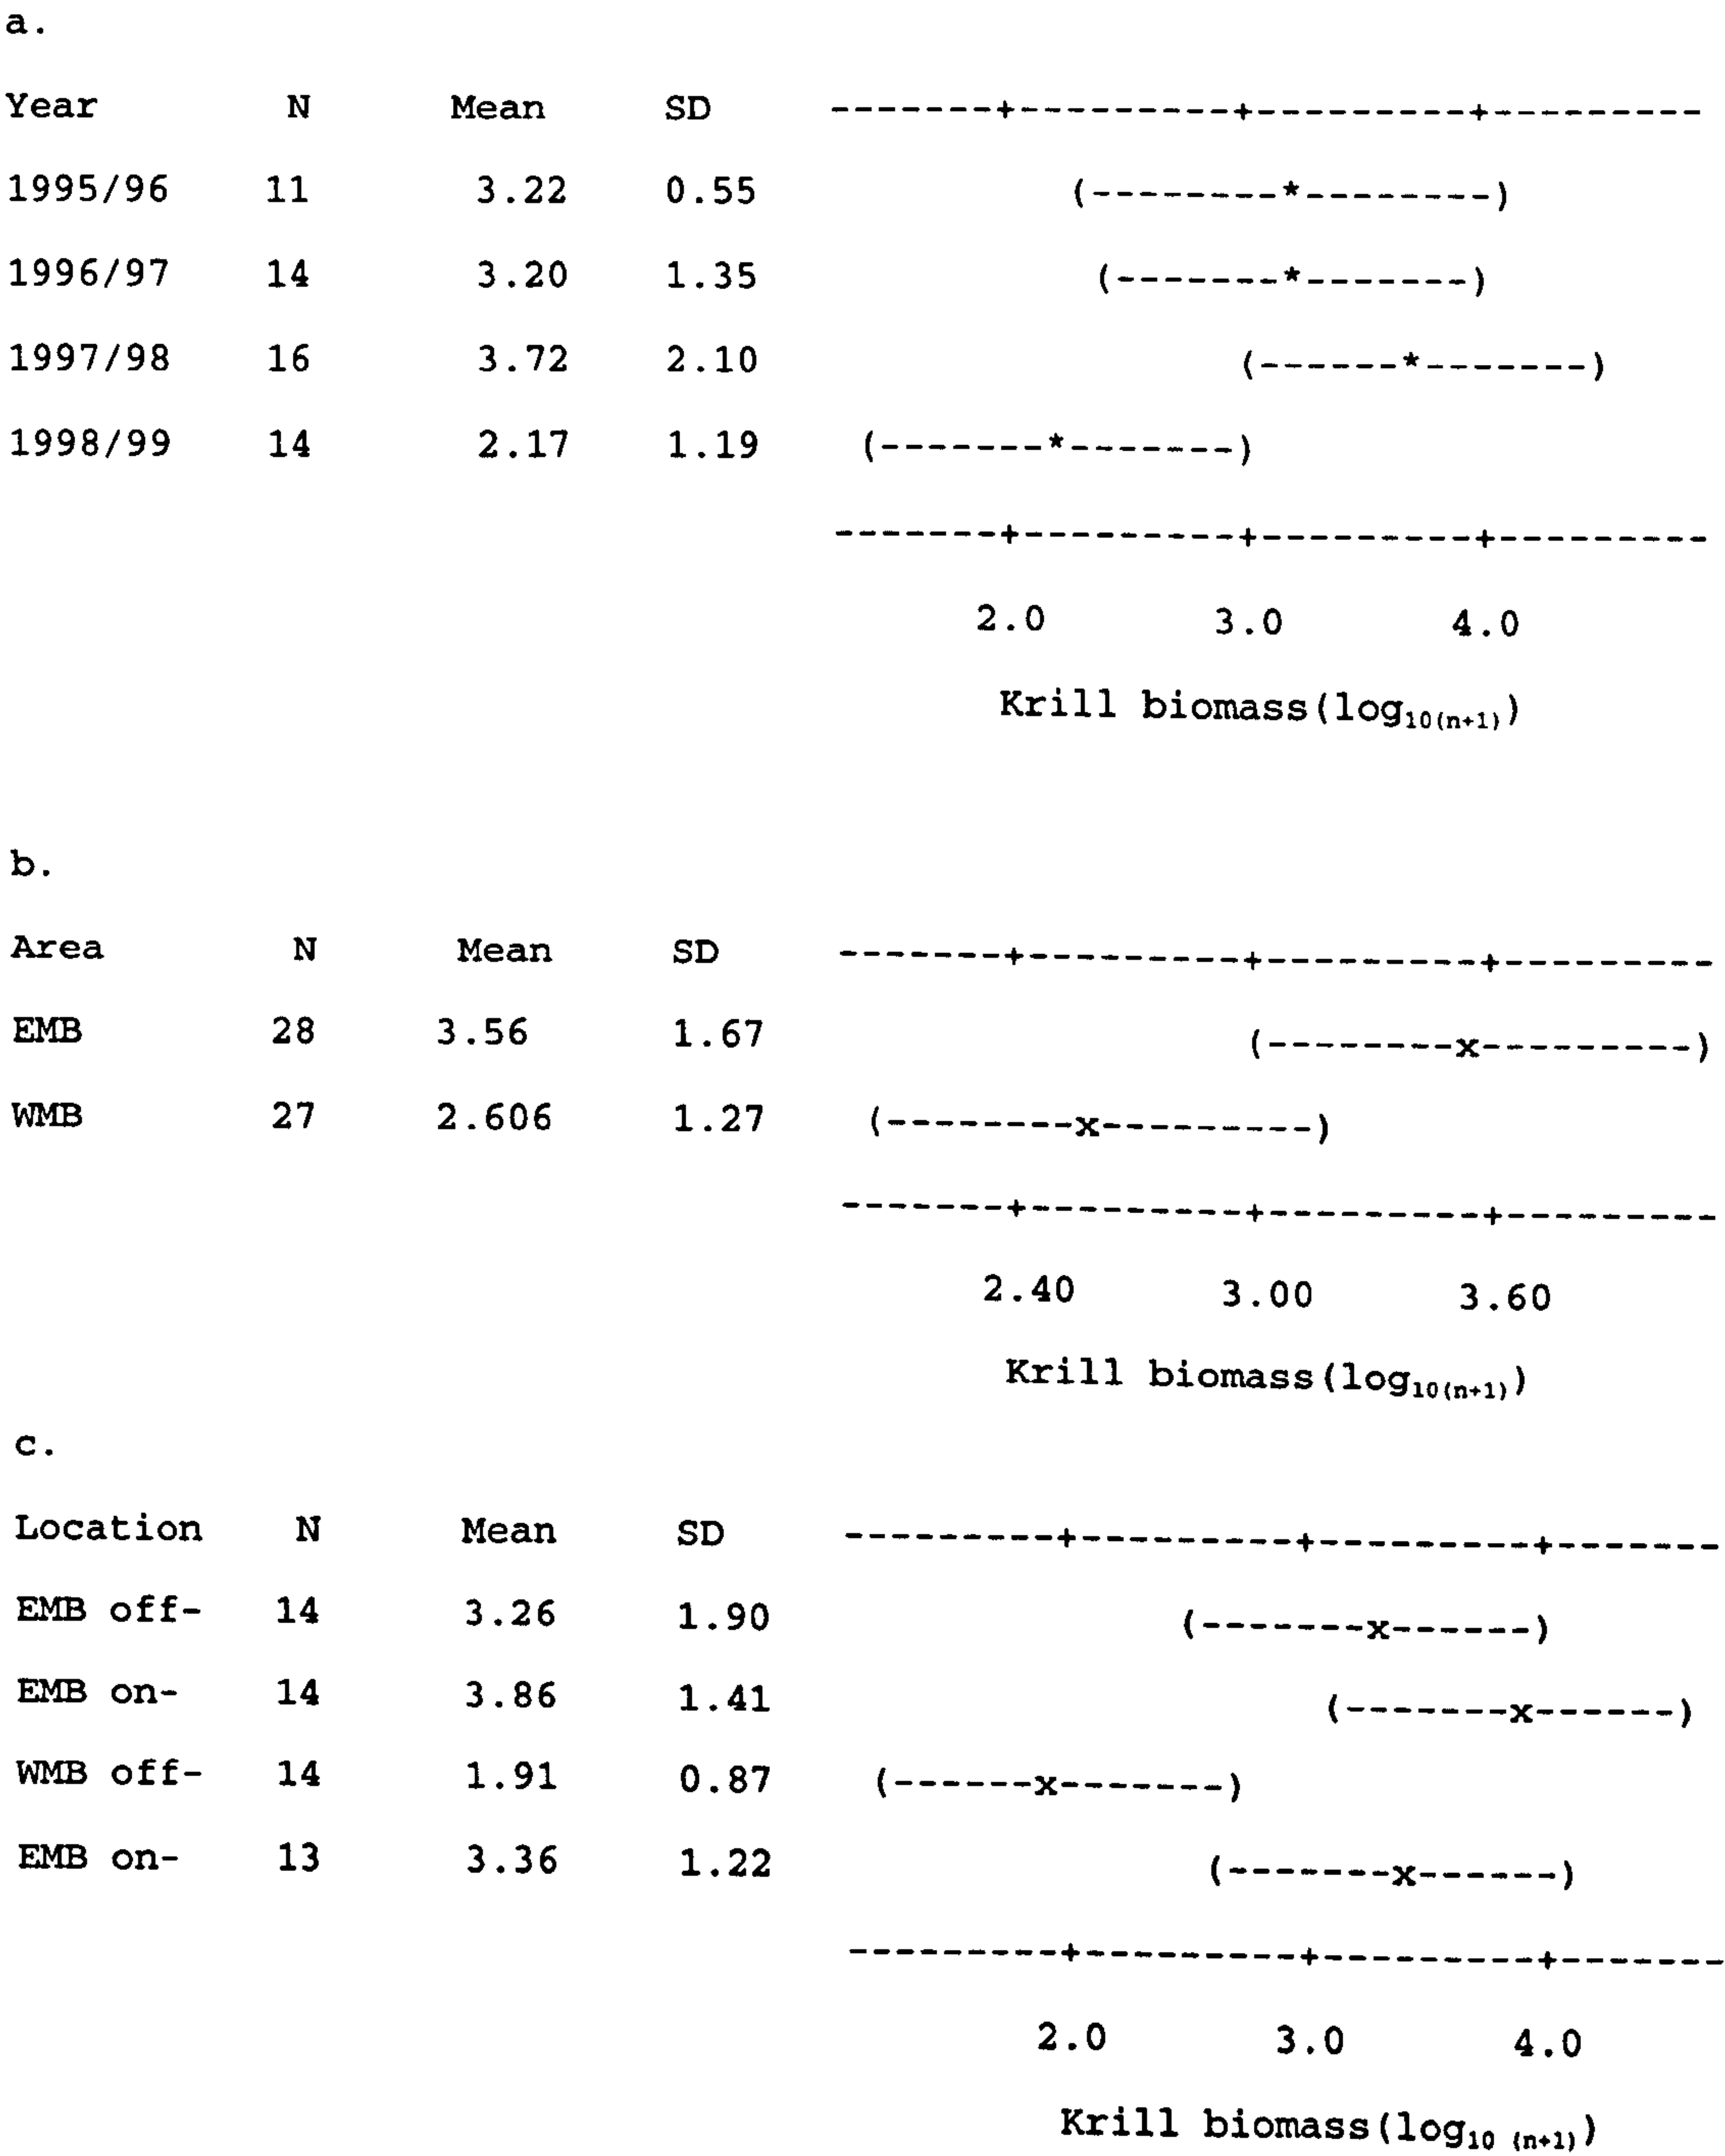 a.
Year N Mean SD -------+---------+---------+---------
1995/96 11 3.22 0.55 (--------*--------)
1996/97 14 3.20 1.35 (-------*-------)
1997/98 16 3.72 2.10 (------*-------)
1998/99 14 2.17 1.19 (-------*-------)
-------+---------+---------+---------
2.0 3.0 4.0
Krill biomass(log10(n+1))
b.
Area N Mean SD -------+---------+---------+---------
EMB 28 3.56 1.67 (--------x---------)
WMB 27 2.606 1.27 (--------x---------)
-------+---------+---------+---------
2.40 3.00 3.60
Krill biomass(log10(n+1))
c.
Location N Mean SD ---------+---------+---------+-------
EMB off- 14 3.26 1.90 (-------x------)
EMB on- 14 3.86 1.41 (-------x------)
WMB off- 14 1.91 0.87 (------x-------)
EMB on- 13 3.36 1.22 (-------x------)
---------+---------+---------+-------
2.0 3.0 4.0
Krill biomass(log10 (n+1))